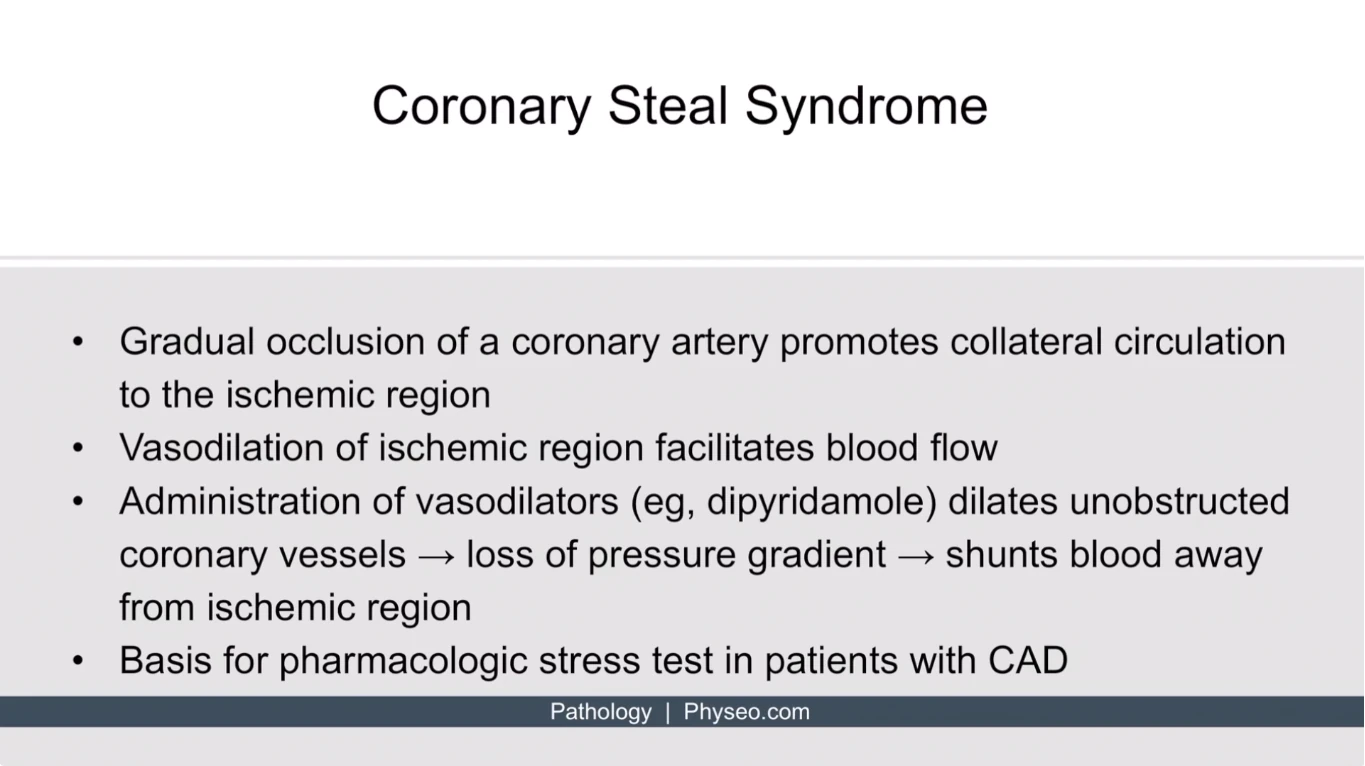 Coronary Steal Syndrome
• Gradual occlusion of a coronary artery promotes collateral circulation
to the ischemic region
• Vasodilation of ischemic region facilitates blood flow
• Administration of vasodilators (eg, dipyridamole) dilates unobstructed
coronary vessels → loss of pressure gradient → shunts blood away
from ischemic region
• Basis for pharmacologic stress test in patients with CAD
Pathology | Physeo.com